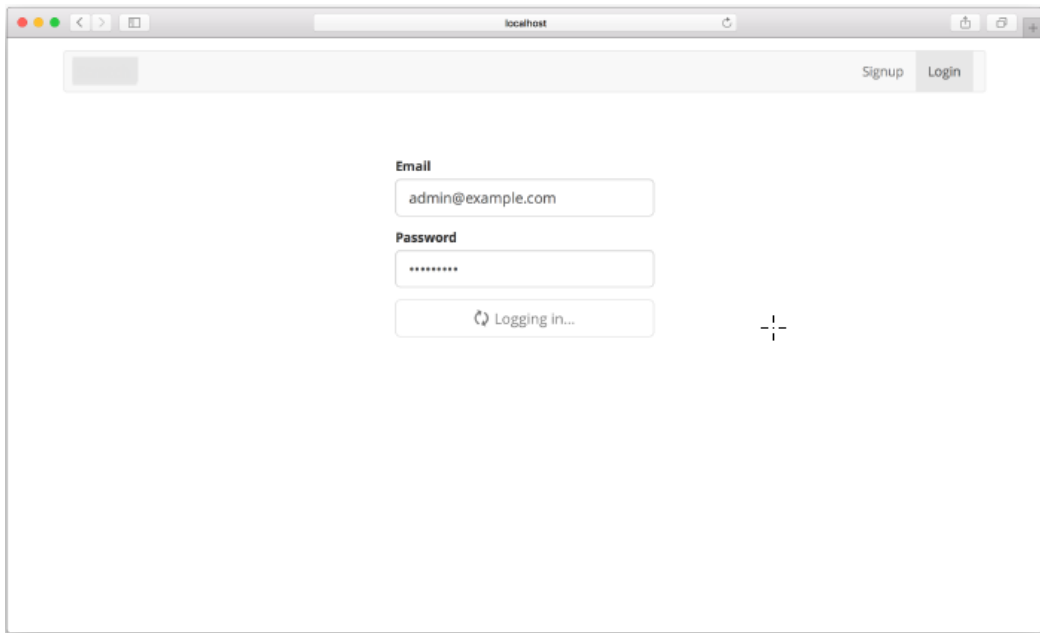 localhost
Signup Login
Email
admin@example.com
Password
•••••••••
Logging in...